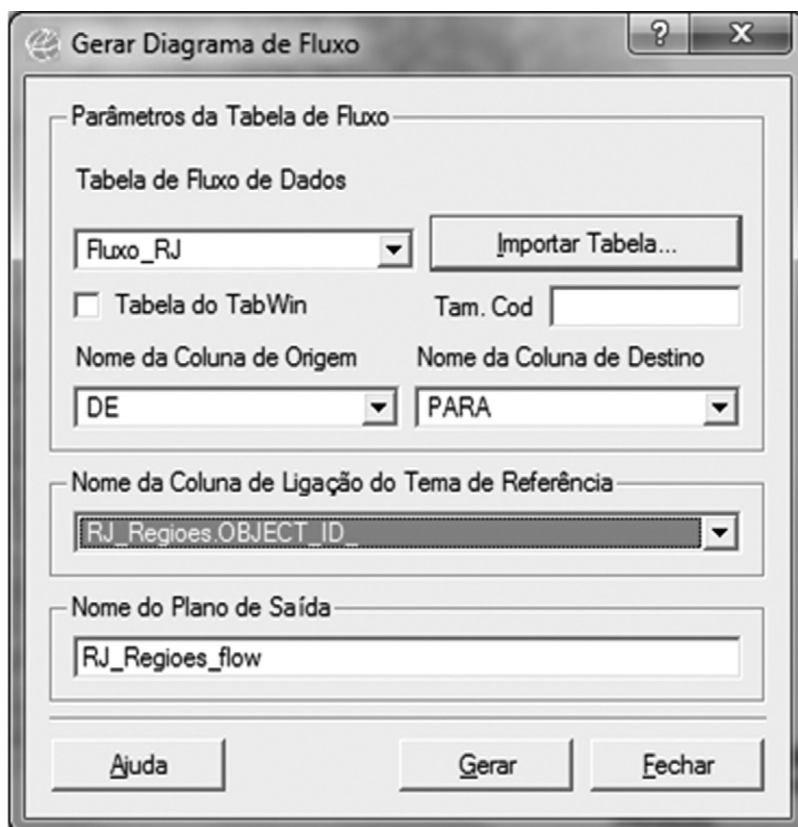 Gerar Diagrama de Fluxo
? X
Parâmetros da Tabela de Fluxo
Tabela de Fluxo de Dados
Fluxo_RJ Importar Tabela...
Tabela do TabWin Tam. Cod
Nome da Coluna de Origem Nome da Coluna de Destino
DE PARA
Nome da Coluna de Ligação do Tema de Referência
RJ_Regioes.OBJECT_ID_
Nome do Plano de Saída
RJ_Regioes_flow
Ajuda Gerar Fechar